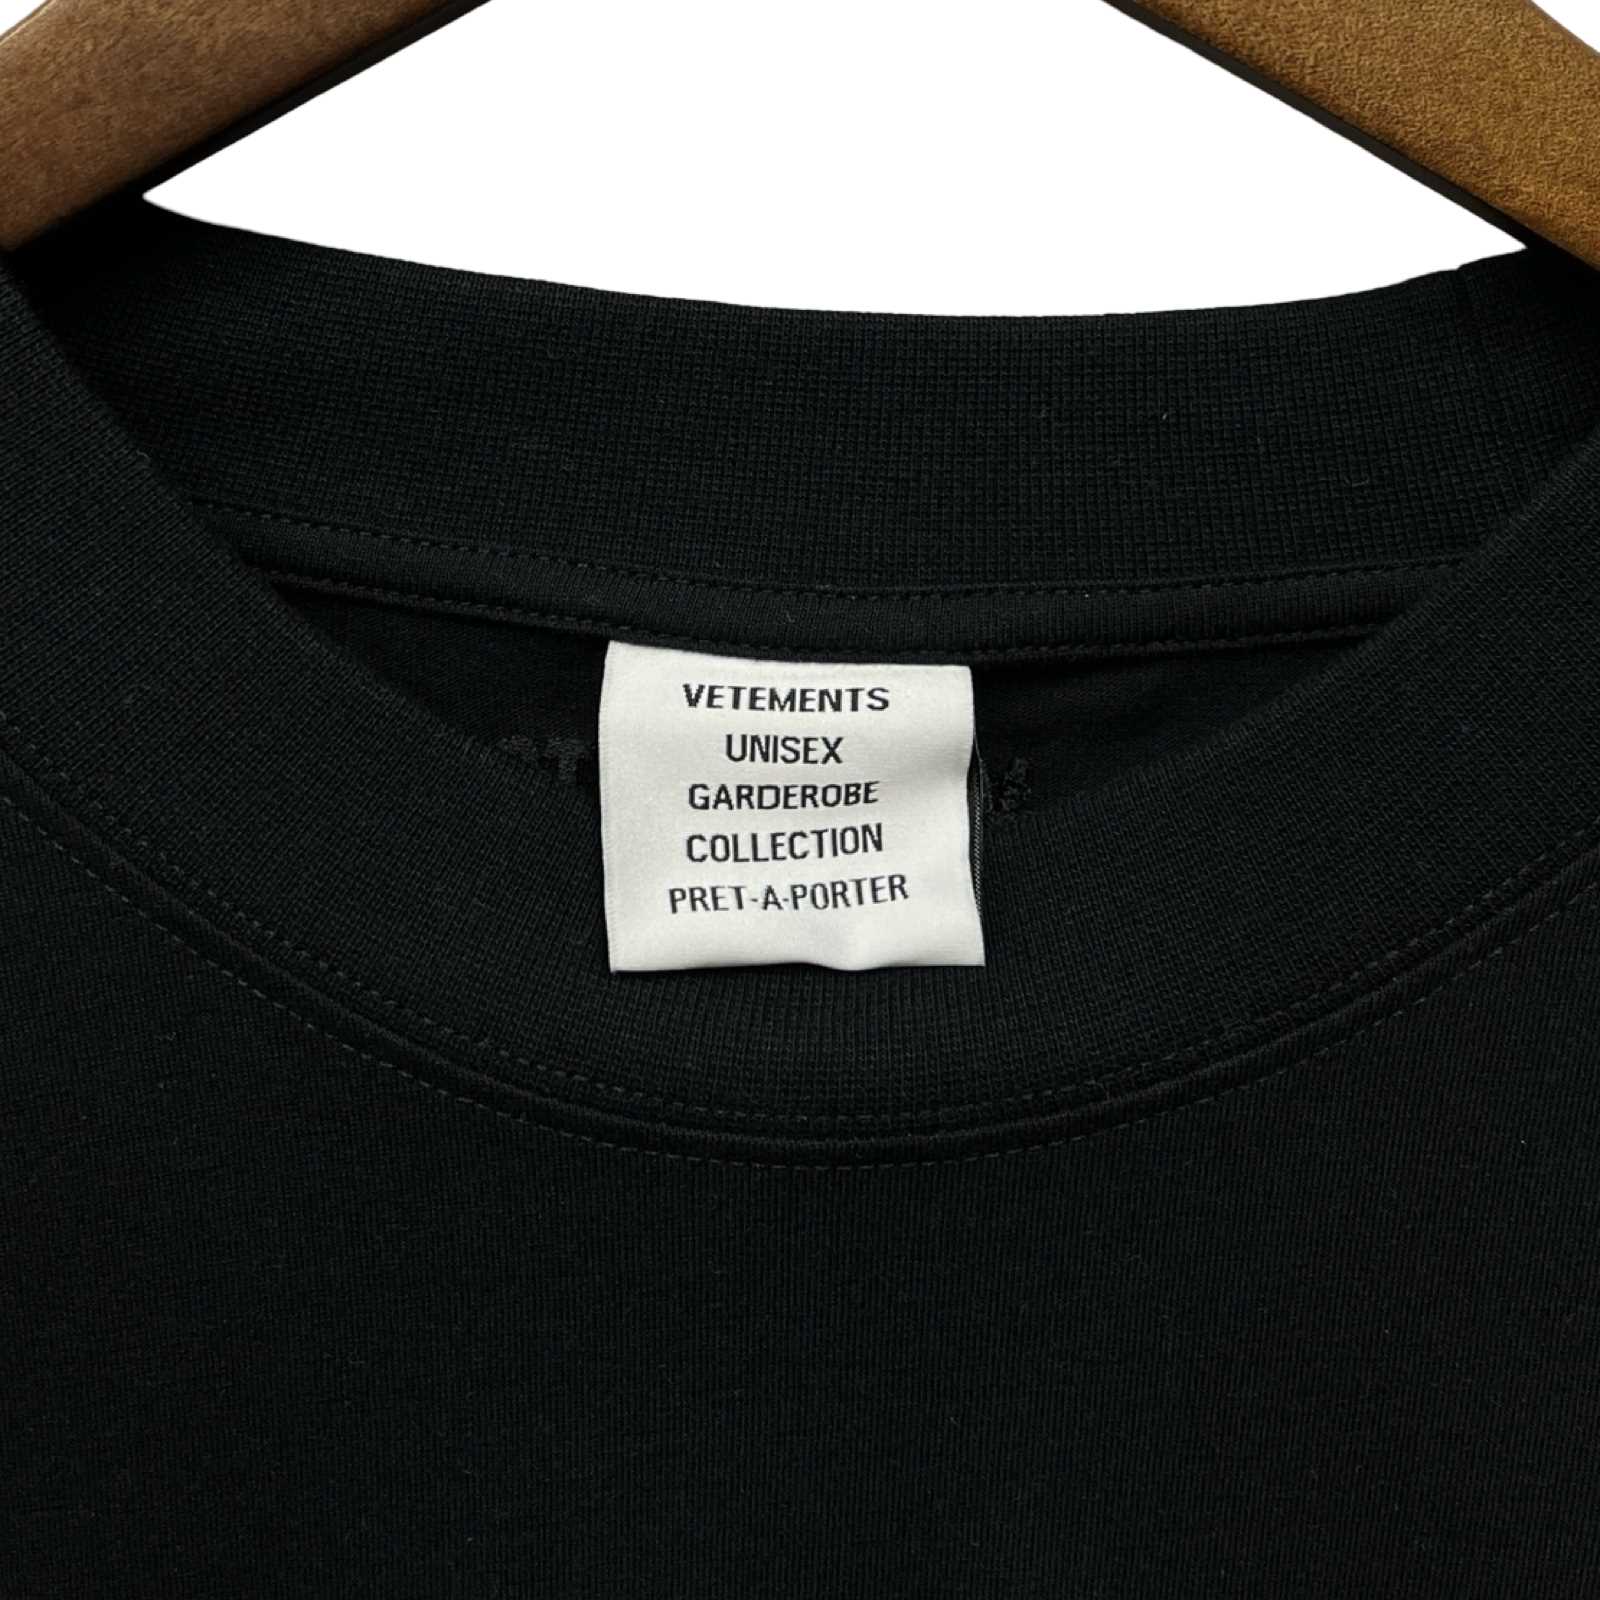 VETEMENTS
UNISEX
GARDEROBE
COLLECTION
PRET-A-PORTER